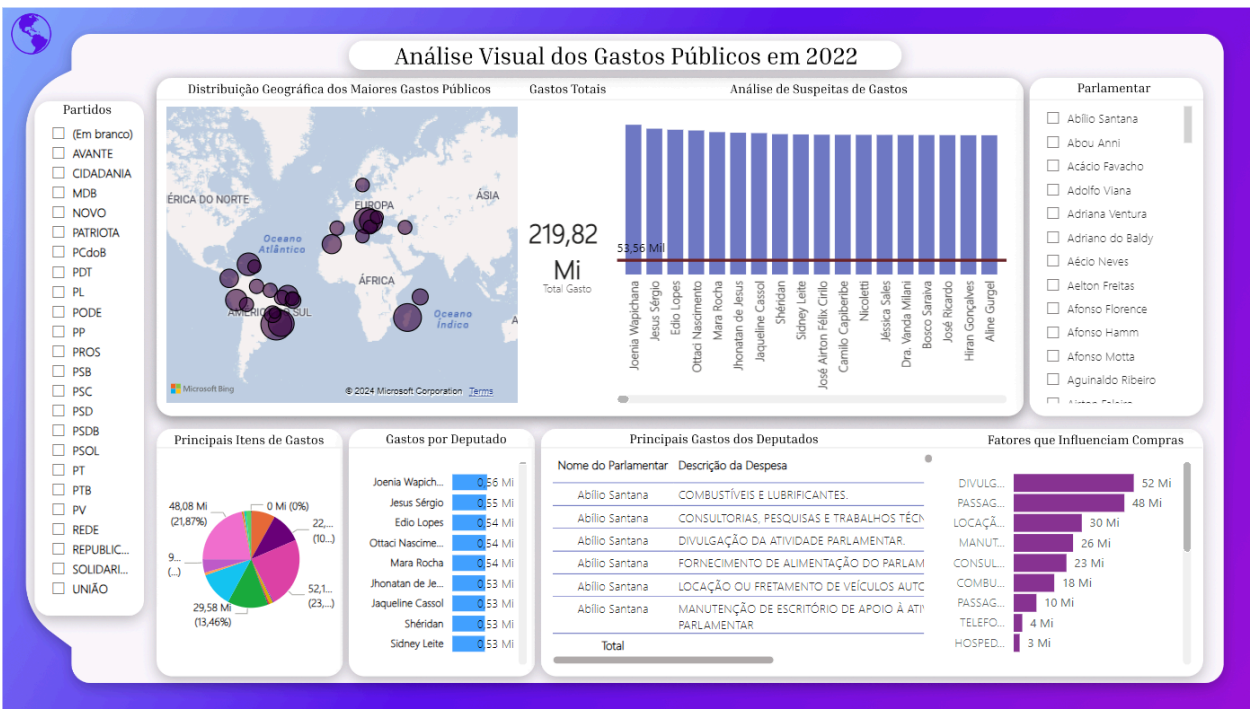 Análise Visual dos Gastos Públicos em 2022
Partidos
(Em branco)
AVANTE
CIDADANIA
MDB
NOVO
PATRIOTA
PCdoB
PDT
PL
PODE
PP
PROS
PSB
PSC
PSD
PSDB
PSOL
PT
PTB
PV
REDE
REPUBLIC...
SOLIDARI...
UNIÃO
Distribuição Geográfica dos Maiores Gastos Públicos
ÉRICA DO NORTE
EUROPA
ÁSIA
Oceano
Atlântico
ÁFRICA
AMÉRIC SUL
Oceano
Índico
A
Microsoft Bing
© 2024 Microsoft Corporation Terms
Gastos Totais
219,82
Mi
Total Gasto
Análise de Suspeitas de Gastos
53,56 Mil
Joenia Wapichana
Jesus Sérgio
Edio Lopes
Ottaci Nascimento
Mara Rocha
Jhonatan de Jesus
Jaqueline Cassol
Shéridan
Sidney Leite
José Airton Félix Cirilo
Camilo Capiberibe
Nicoletti
Jéssica Sales
Dra. Vanda Milani
Bosco Saraiva
José Ricardo
Hiran Gonçalves
Aline Gurgel
Parlamentar
Abílio Santana
Abou Anni
Acácio Favacho
Adolfo Viana
Adriana Ventura
Adriano do Baldy
Aécio Neves
Aelton Freitas
Afonso Florence
Afonso Hamm
Afonso Motta
Aguinaldo Ribeiro
Principais Itens de Gastos
48,08 Mi
(21,87%)
0 Mi (0%)
22,...
(10...)
9...
(...)
52,1...
(23,...)
29,58 Mi
(13,46%)
Gastos por Deputado
Joenia Wapich... 0,56 Mi
Jesus Sérgio 0,55 Mi
Edio Lopes 0,54 Mi
Ottaci Nascime... 0,54 Mi
Mara Rocha 0,54 Mi
Jhonatan de Je... 0,53 Mi
Jaqueline Cassol 0,53 Mi
Shéridan 0,53 Mi
Sidney Leite 0,53 Mi
Principais Gastos dos Deputados
Nome do Parlamentar Descrição da Despesa
Abílio Santana COMBUSTÍVEIS E LUBRIFICANTES.
Abílio Santana CONSULTORIAS, PESQUISAS E TRABALHOS TÉCN
Abílio Santana DIVULGAÇÃO DA ATIVIDADE PARLAMENTAR.
Abílio Santana FORNECIMENTO DE ALIMENTAÇÃO DO PARLAM
Abílio Santana LOCAÇÃO OU FRETAMENTO DE VEÍCULOS AUTO
Abílio Santana MANUTENÇÃO DE ESCRITÓRIO DE APOIO À ATIV
PARLAMENTAR
Total
Fatores que Influenciam Compras
DIVULG... 52 Mi
PASSAG... 48 Mi
LOCAÇÃ... 30 Mi
MANUT... 26 Mi
CONSUL... 23 Mi
COMBU... 18 Mi
PASSAG... 10 Mi
TELEFO... 4 Mi
HOSPED... 3 Mi